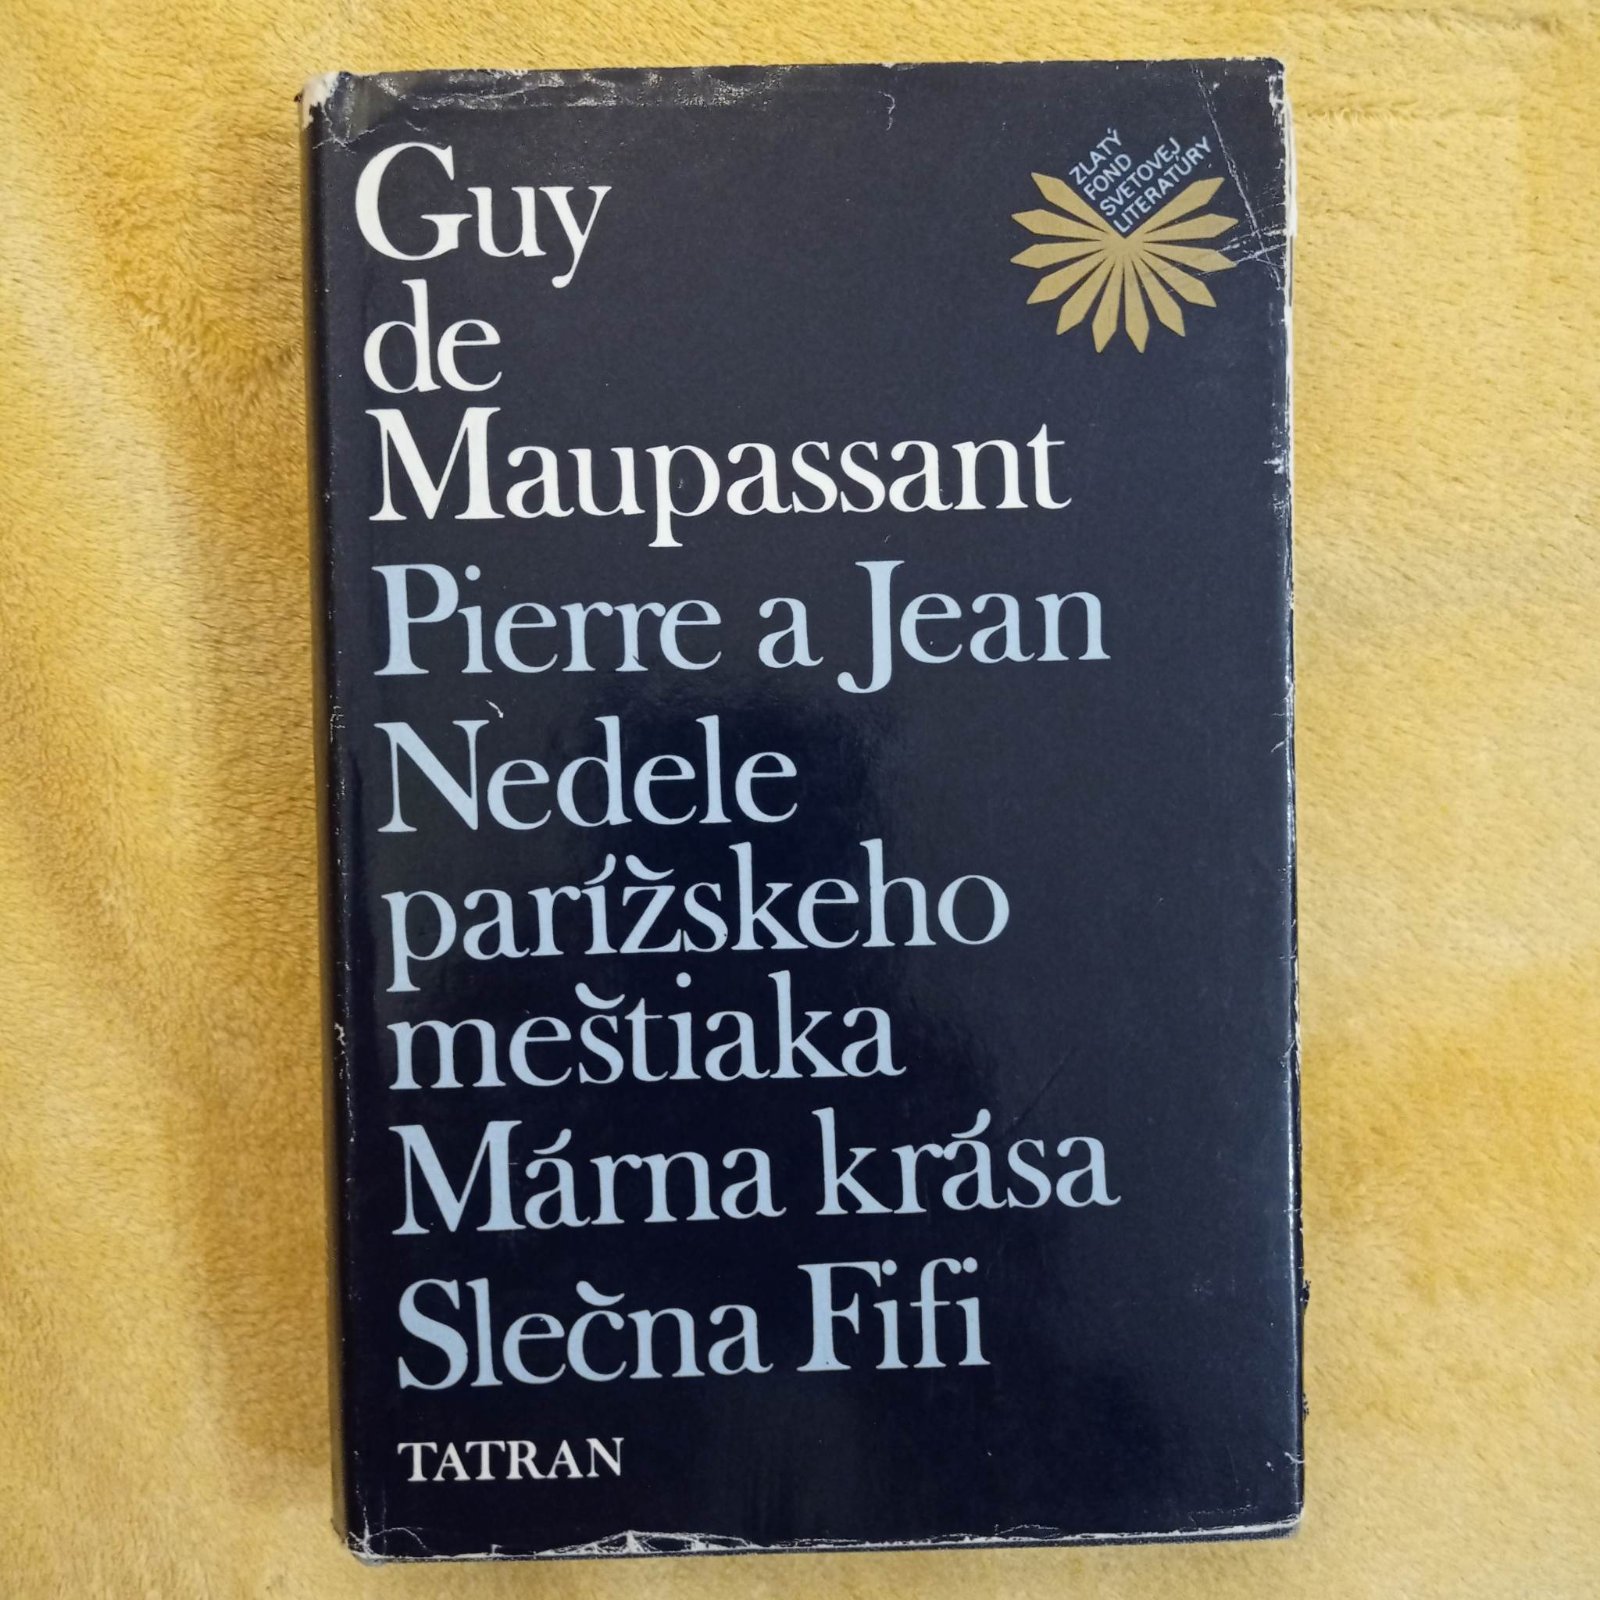 Guy
de
Maupassant
ZLATÝ
FOND
SVETOVEJ
LITERATÚRY
Pierre a Jean
Nedele
parížskeho
meštiaka
Márna krása
Slečna Fifi
TATRAN